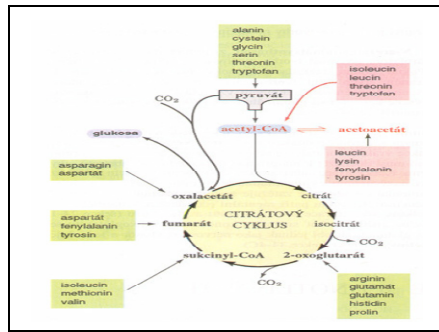 alanin
cystein
glycin
serin
threonin
tryptofan
isoleucin
leucin
threonin
tryptofan
pyruvát
CO2
acetyl-CoA
acetoacetát
glukosa
leucin
lysin
fenylalanin
tyrosin
asparagin
aspartát
oxalacetát
citrát
CITRÁTOVÝ
CYKLUS
aspartát
fenylalanin
tyrosin
fumarát
isocitrát
CO2
sukcinyl-CoA
2-oxoglutarát
CO2
isoleucin
methionin
valin
arginin
glutamat
glutamin
histidin
prolin